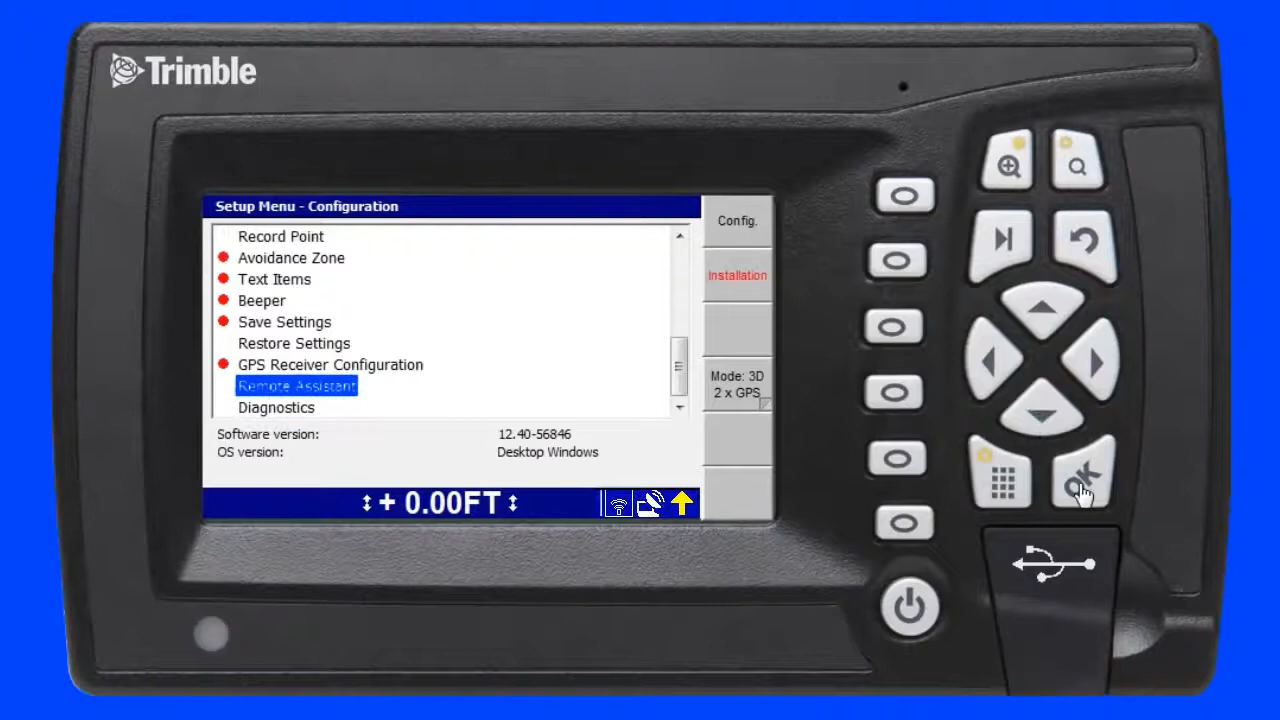 Trimble
Setup Menu - Configuration
Config.
Record Point
Avoidance Zone
Text Items
Beeper
Save Settings
Restore Settings
GPS Receiver Configuration
Remote Assistant
Diagnostics
Installation
Mode: 3D
2 x GPS
Software version: 12.40-56846
OS version: Desktop Windows
+ 0.00FT
OK